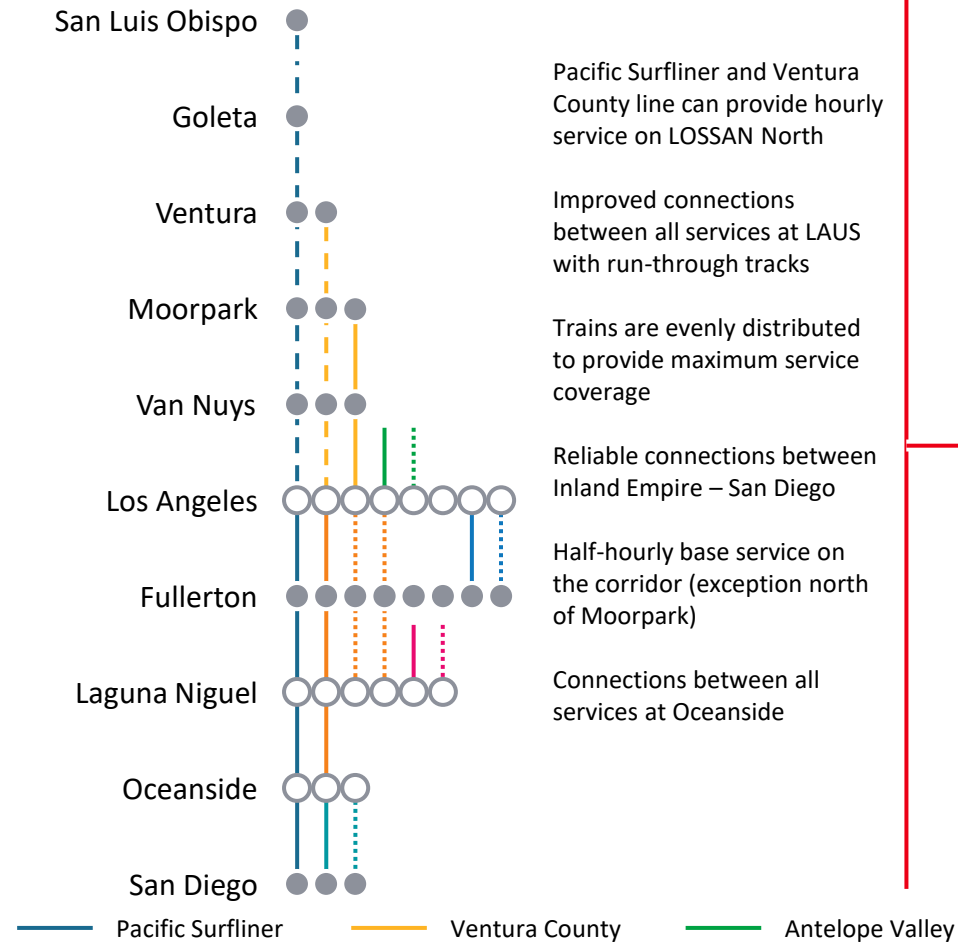 San Luis Obispo
Goleta
Ventura
Moorpark
Van Nuys
Los Angeles
Fullerton
Laguna Niguel
Oceanside
San Diego
Pacific Surfliner and Ventura
County line can provide hourly
service on LOSSAN North
Improved connections
between all services at LAUS
with run-through tracks
Trains are evenly distributed
to provide maximum service
coverage
Reliable connections between
Inland Empire – San Diego
Half-hourly base service on
the corridor (exception north
of Moorpark)
Connections between all
services at Oceanside
Pacific Surfliner
Ventura County
Antelope Valley